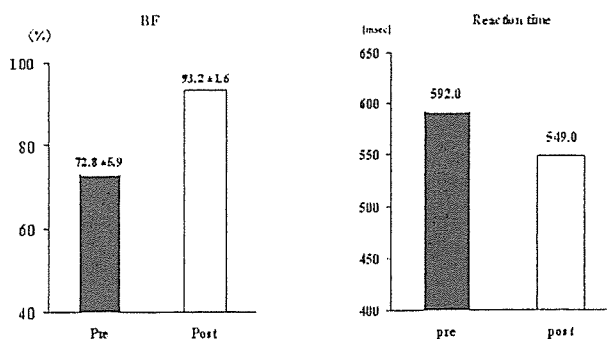 BF
(%)
100
80
60
40
72.8 ±5.9
93.2 ±1.6
Pre
Post
Reaction time
[msec]
650
600
550
500
450
400
592.0
549.0
pre
post